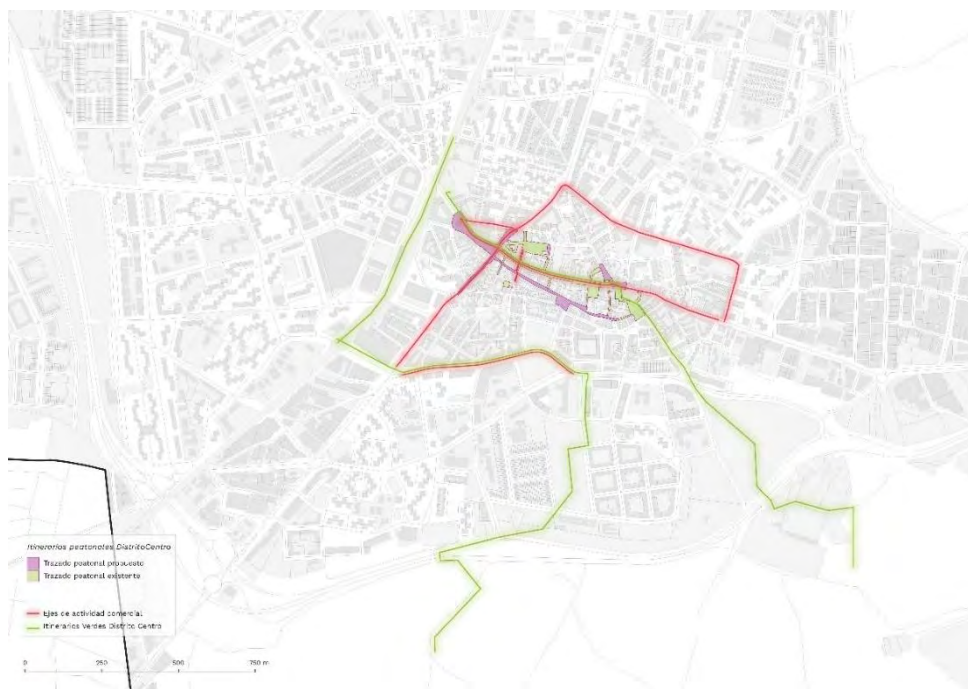 Itinerarios peatonales DistritoCentro
Trazado peatonal propuesto
Trazado peatonal existente
Ejes de actividad comercial
Itinerarios Verdes Distrito Centro
0 250 500 750 m